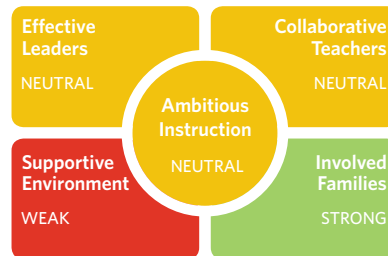 Effective
Leaders
NEUTRAL
Collaborative
Teachers
NEUTRAL
Ambitious
Instruction
NEUTRAL
Supportive
Environment
WEAK
Involved
Families
STRONG